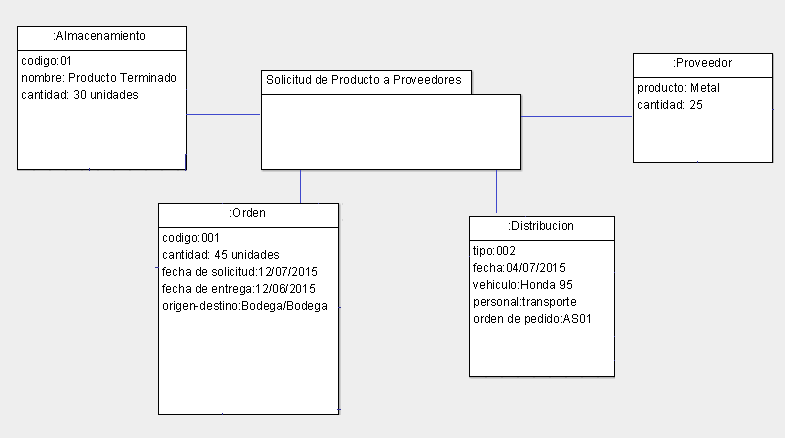 :Almacenamiento
codigo:01
nombre: Producto Terminado
cantidad: 30 unidades
Solicitud de Producto a Proveedores
:Proveedor
producto: Metal
cantidad: 25
:Orden
codigo:001
cantidad: 45 unidades
fecha de solicitud:12/07/2015
fecha de entrega:12/06/2015
origen-destino:Bodega/Bodega
:Distribucion
tipo:002
fecha:04/07/2015
vehiculo:Honda 95
personal:transporte
orden de pedido:AS01